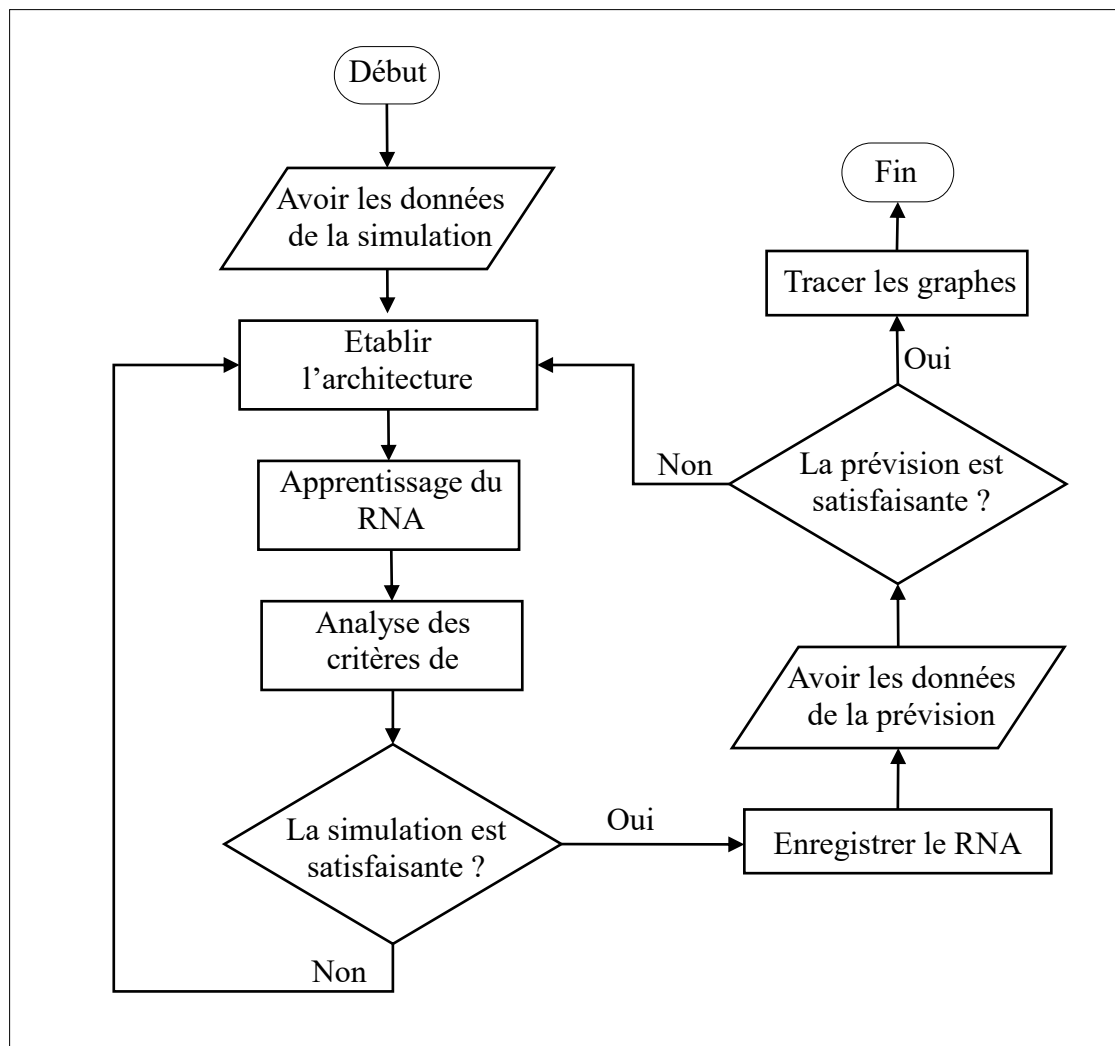 Début
Avoir les données
de la simulation
Etablir
l’architecture
Apprentissage du
RNA
Analyse des
critères de
La simulation est
satisfaisante ?
Non
Oui
Enregistrer le RNA
Avoir les données
de la prévision
La prévision est
satisfaisante ?
Non
Oui
Tracer les graphes
Fin